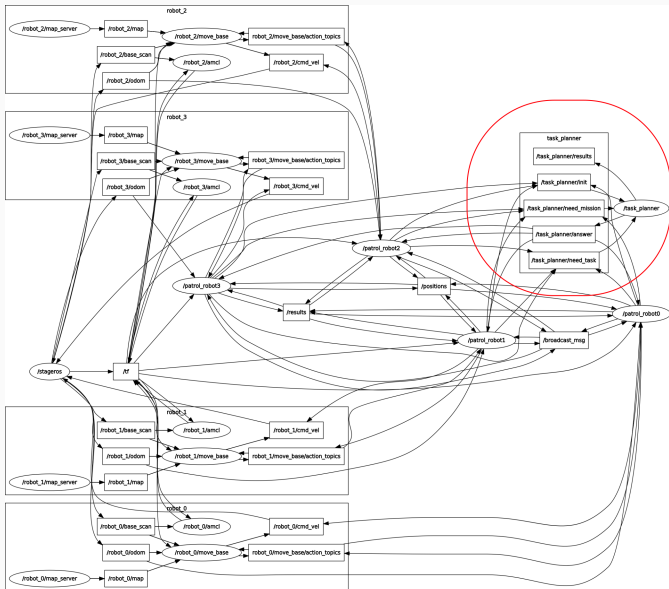 robot_2
/robot_2/map_server
/robot_2/map
/robot_2/move_base
/robot_2/move_base/action_topics
/robot_2/base_scan
/robot_2/amcl
/robot_2/cmd_vel
/robot_2/odom
robot_3
/robot_3/map_server
/robot_3/map
/robot_3/base_scan
/robot_3/move_base
/robot_3/move_base/action_topics
/robot_3/odom
/robot_3/amcl
/robot_3/cmd_vel
task_planner
/task_planner/results
/task_planner/init
/task_planner/need_mission
/task_planner
/task_planner/answer
/task_planner/need_task
/patrol_robot2
/patrol_robot3
/positions
/results
/patrol_robot0
/patrol_robot1
/broadcast_msg
/stageros
/tf
robot_1
/robot_1/base_scan
/robot_1/amcl
/robot_1/cmd_vel
/robot_1/odom
/robot_1/move_base
/robot_1/move_base/action_topics
/robot_1/map_server
/robot_1/map
robot_0
/robot_0/base_scan
/robot_0/amcl
/robot_0/cmd_vel
/robot_0/odom
/robot_0/move_base
/robot_0/move_base/action_topics
/robot_0/map_server
/robot_0/map